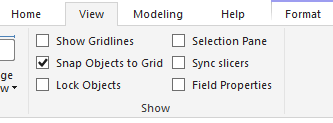 Home View Modeling Help Format
Show Gridlines Selection Pane
Snap Objects to Grid Sync slicers
Lock Objects Field Properties
Show